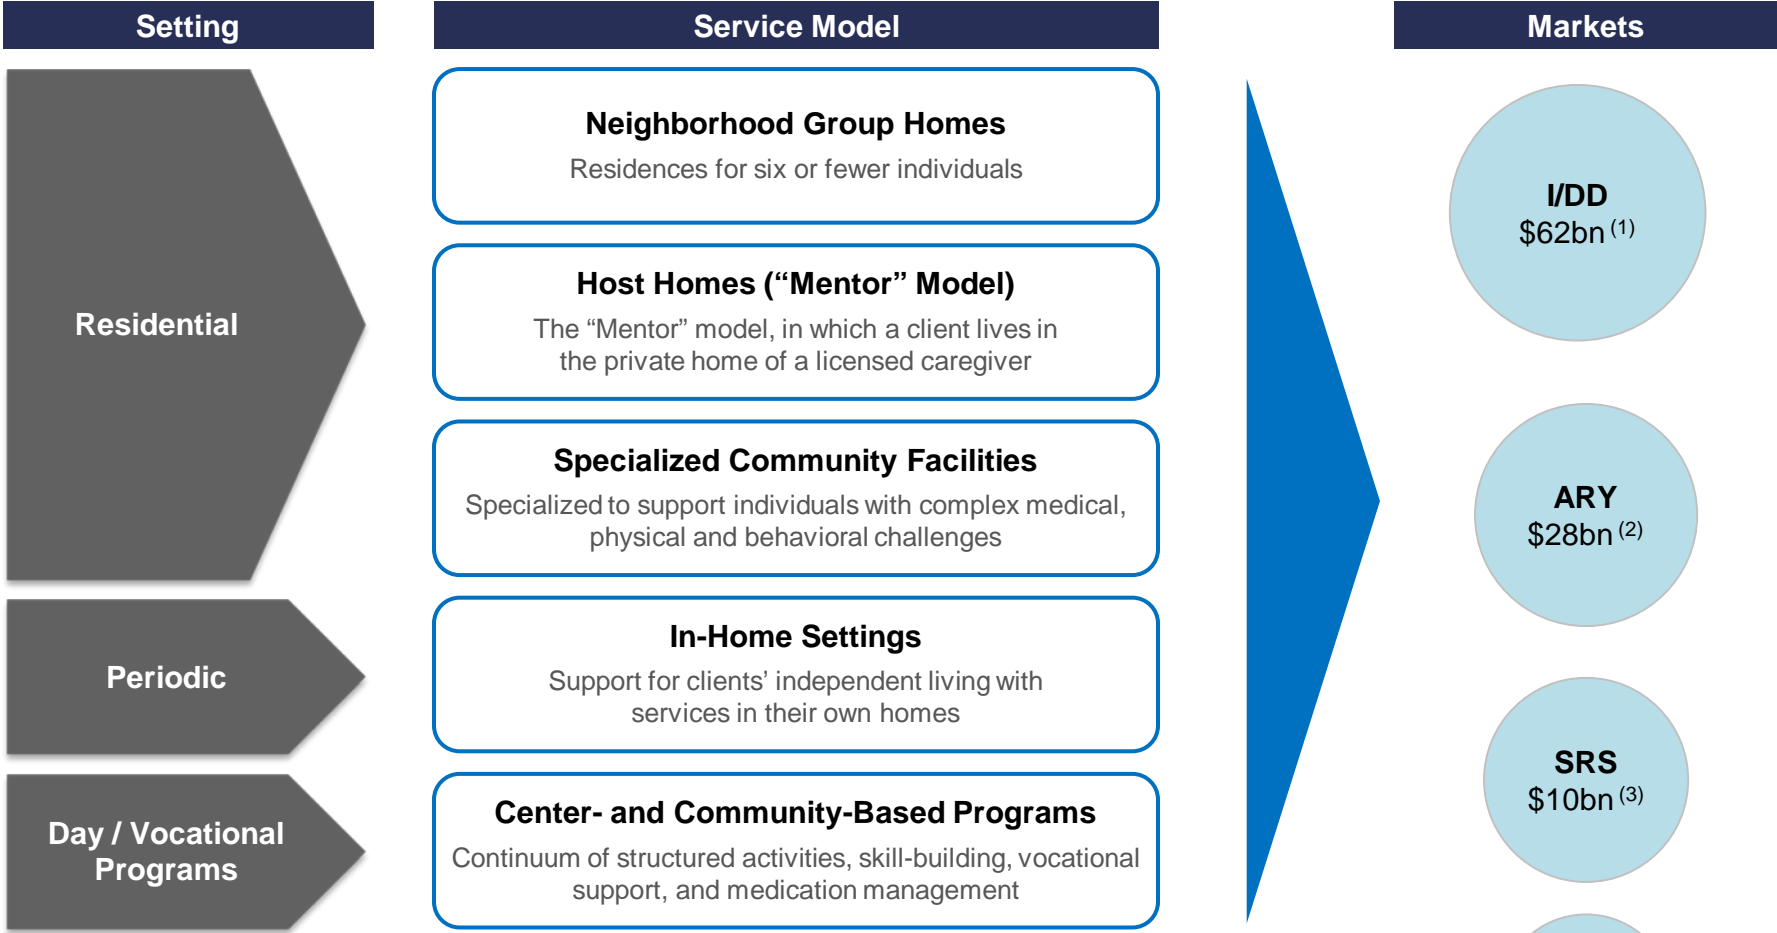 Setting
Service Model
Markets
Residential
Neighborhood Group Homes
Residences for six or fewer individuals
Host Homes (“Mentor” Model)
The “Mentor” model, in which a client lives in
the private home of a licensed caregiver
Specialized Community Facilities
Specialized to support individuals with complex medical,
physical and behavioral challenges
Periodic
In-Home Settings
Support for clients’ independent living with
services in their own homes
Day / Vocational
Programs
Center- and Community-Based Programs
Continuum of structured activities, skill-building, vocational
support, and medication management
I/DD
$62bn (1)
ARY
$28bn (2)
SRS
$10bn (3)